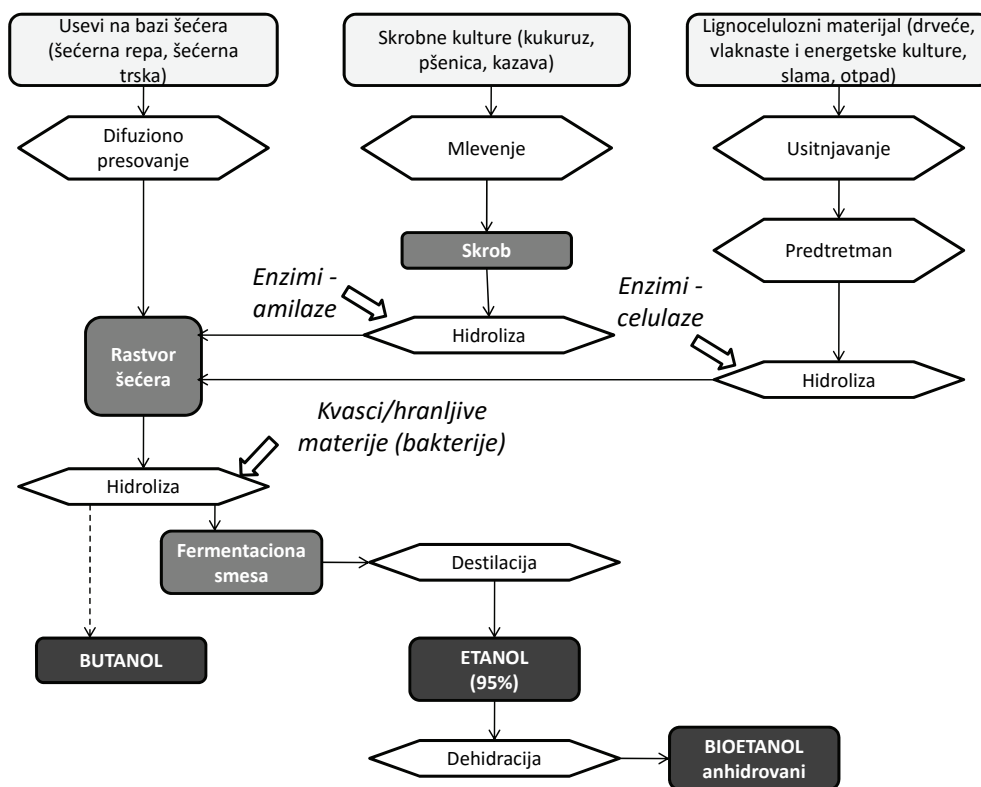 Usevi na bazi šećera
(šećerna repa, šećerna
trska)
Skrobne kulture (kukuruz,
pšenica, kazava)
Lignocelulozni materijal (drveće,
vlaknaste i energetske kulture,
slama, otpad)
Difuziono
presovanje
Mlevenje
Usitnjavanje
Skrob
Predtretman
Enzimi -
amilaze
Enzimi -
celulaze
Hidroliza
Rastvor
šećera
Hidroliza
Kvasci/hranljive
materije (bakterije)
Hidroliza
Fermentaciona
smesa
Destilacija
BUTANOL
ETANOL
(95%)
Dehidracija
BIOETANOL
anhidrovani